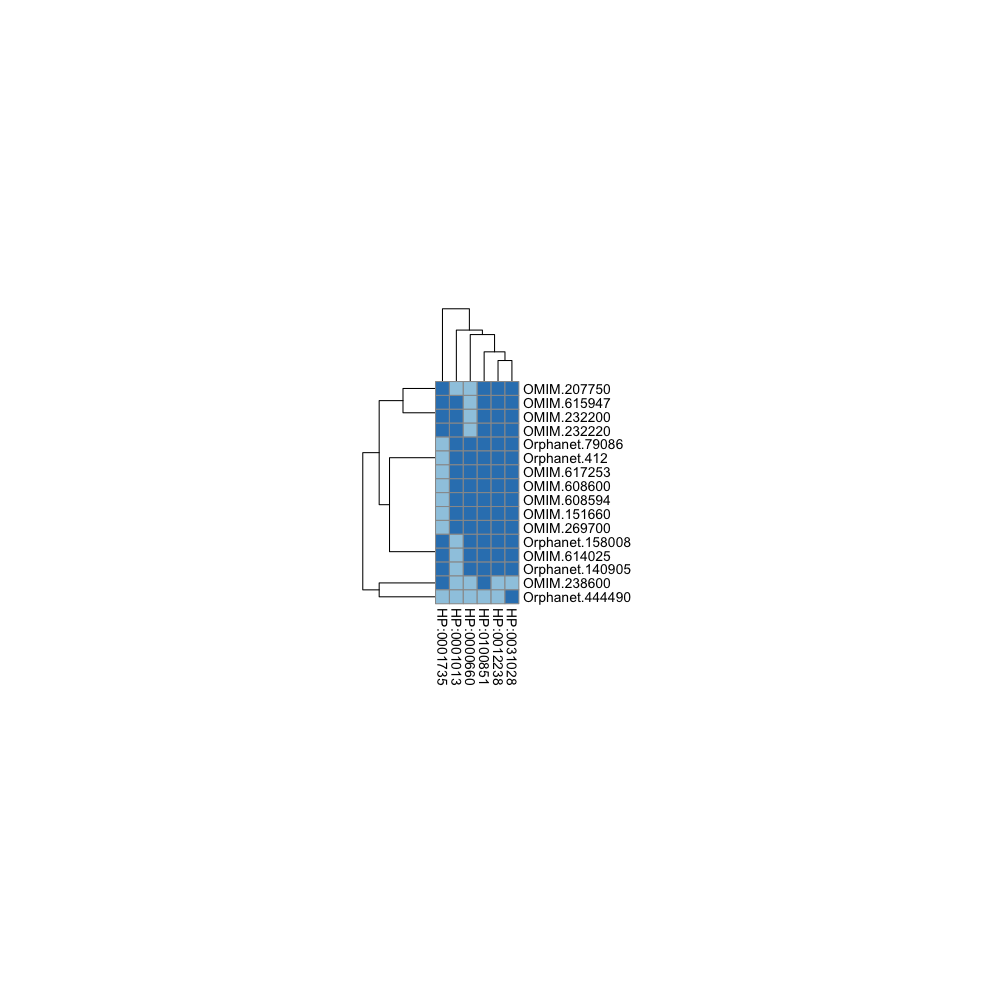 OMIM.207750
OMIM.615947
OMIM.232200
OMIM.232220
Orphanet.79086
Orphanet.412
OMIM.617253
OMIM.608600
OMIM.608594
OMIM.151660
OMIM.269700
Orphanet.158008
OMIM.614025
Orphanet.140905
OMIM.238600
Orphanet.444490
HP:0001735
HP:0001013
HP:0000660
HP:0100851
HP:0012238
HP:0031028